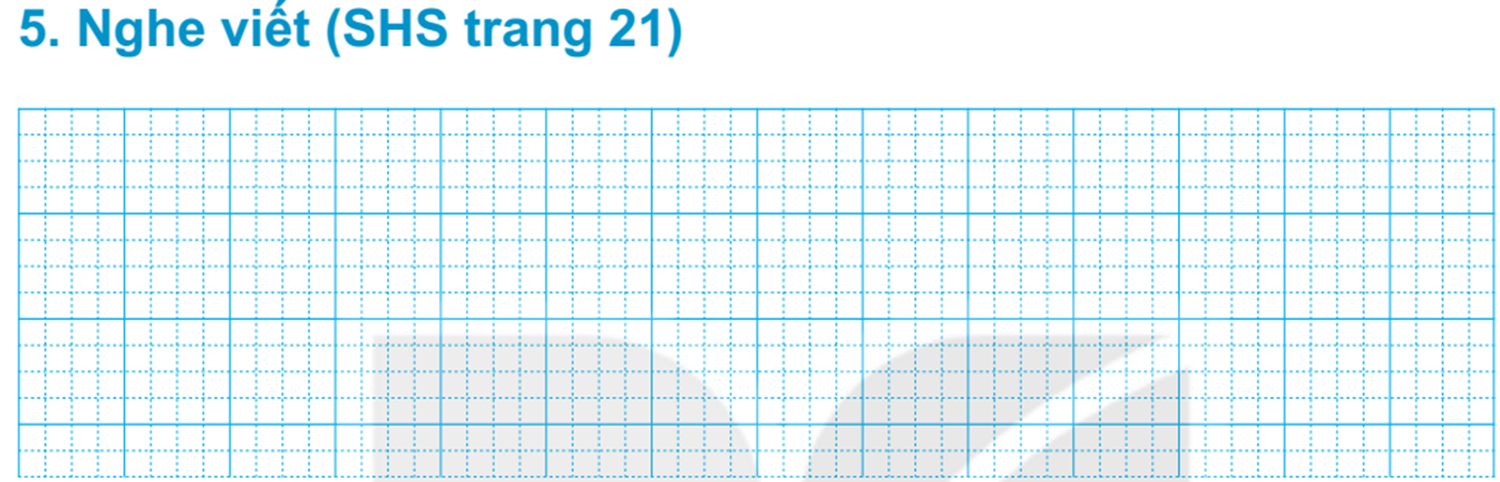 5. Nghe viết (SHS trang 21)